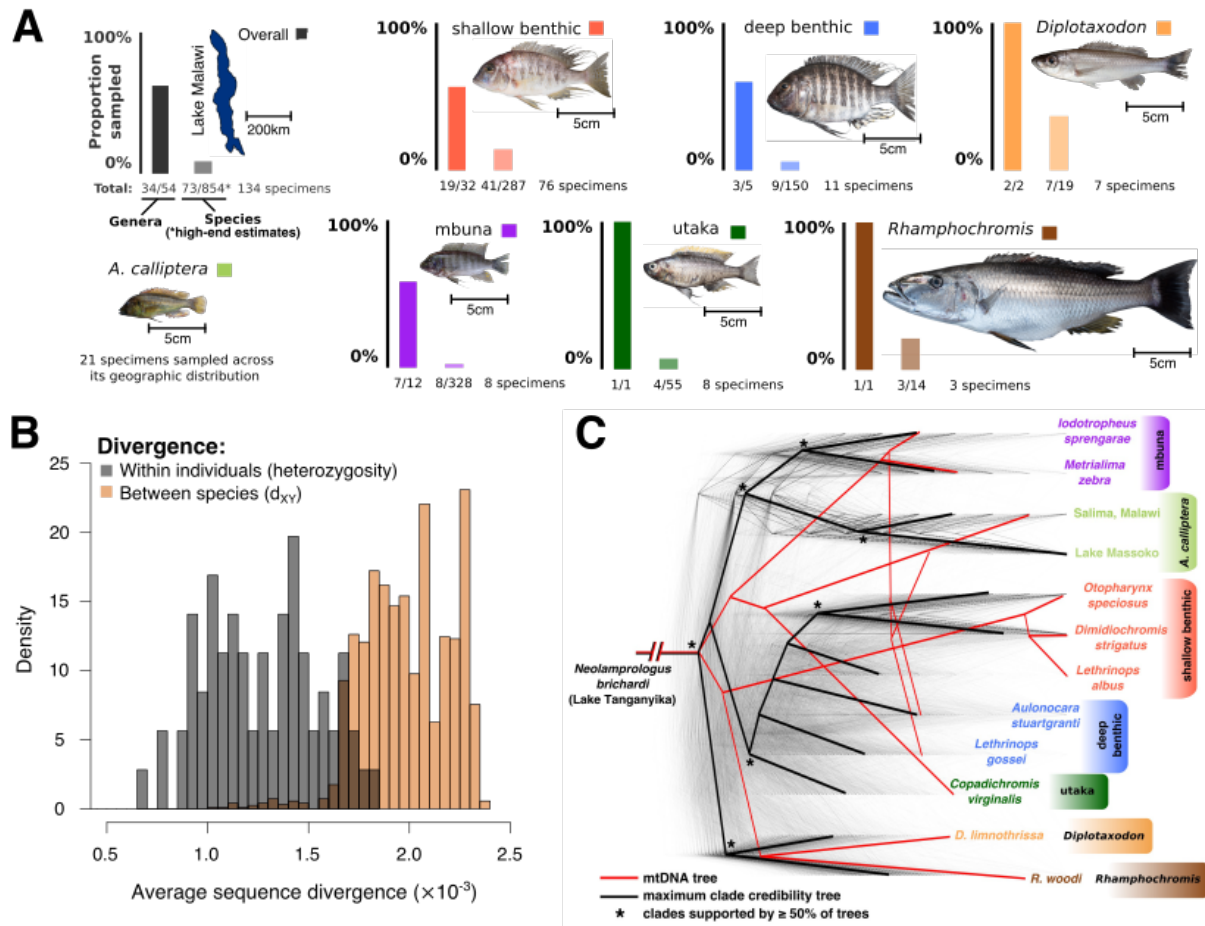 A
100%
Overall
Proportion
sampled
Lake Malawi
200km
0%
Total: 34/54 73/854* 134 specimens
Genera
Species
(*high-end estimates)
A. calliptera
5cm
21 specimens sampled across
its geographic distribution
100%
shallow benthic
5cm
0%
19/32 41/287 76 specimens
100%
deep benthic
5cm
0%
3/5 9/150 11 specimens
100%
Diplotaxodon
5cm
0%
2/2 7/19 7 specimens
100%
mbuna
5cm
0%
7/12 8/328 8 specimens
100%
utaka
5cm
0%
1/1 4/55 8 specimens
100%
Rhamphochromis
5cm
0%
1/1 3/14 3 specimens
B
Divergence:
Within individuals (heterozygosity)
Between species (dXY)
Density
25
20
15
10
5
0
0.5 1.0 1.5 2.0 2.5
Average sequence divergence (×10-3)
C
Iodotropheus
sprengarae
Metrialima
zebra
mbuna
Salima, Malawi
Lake Massoko
A. calliptera
Otopharynx
speciosus
Dimidiochromis
strigatus
Lethrinops
albus
shallow benthic
Neolamprologus
brichardi
(Lake Tanganyika)
Aulonocara
stuartgranti
Lethrinops
gossei
deep
benthic
Copadichromis
virginalis
utaka
D. limnothrissa
Diplotaxodon
R. woodi
Rhamphochromis
mtDNA tree
maximum clade credibility tree
* clades supported by ≥ 50% of trees